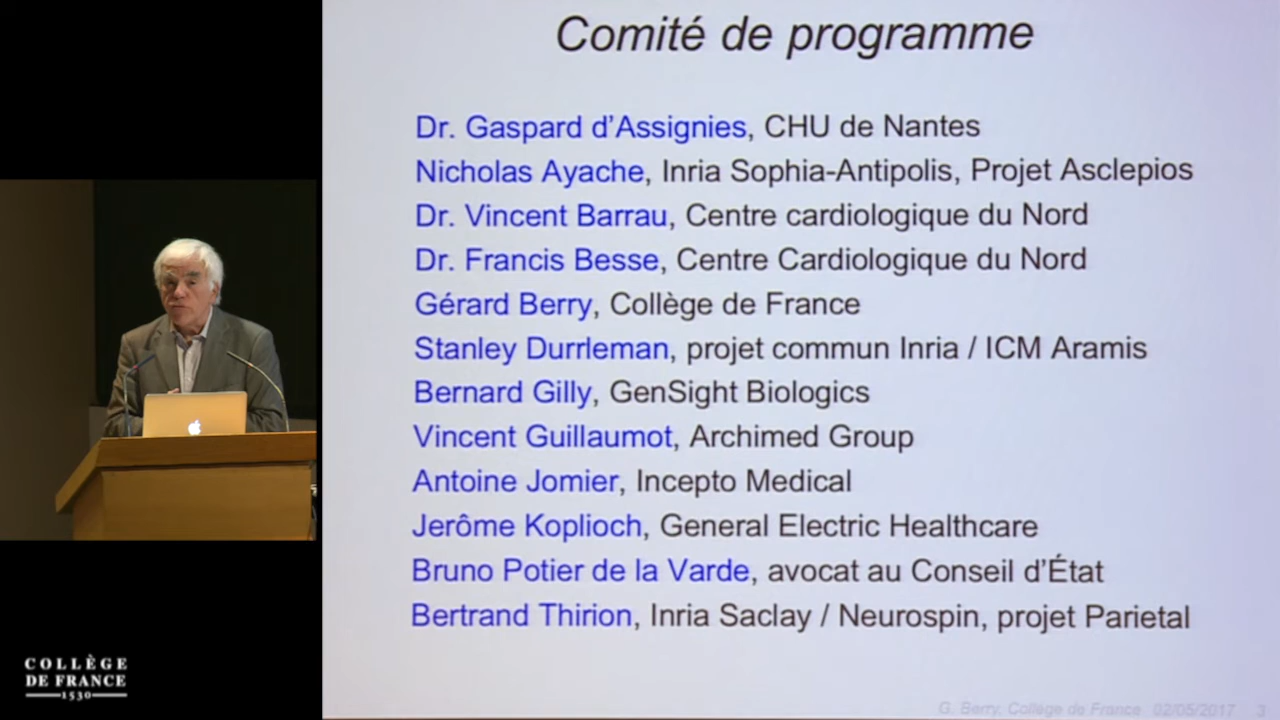 Comité de programme
Dr. Gaspard d'Assignies, CHU de Nantes
Nicholas Ayache, Inria Sophia-Antipolis, Projet Asclepios
Dr. Vincent Barrau, Centre cardiologique du Nord
Dr. Francis Besse, Centre Cardiologique du Nord
Gérard Berry, Collège de France
Stanley Durrleman, projet commun Inria / ICM Aramis
Bernard Gilly, GenSight Biologics
Vincent Guillaumot, Archimed Group
Antoine Jomier, Incepto Medical
Jerôme Koplioch, General Electric Healthcare
Bruno Potier de la Varde, avocat au Conseil d'État
Bertrand Thirion, Inria Saclay / Neurospin, projet Parietal
G. Berry, Collège de France 02/05/2017 3
COLLÈGE
DE FRANCE
1530